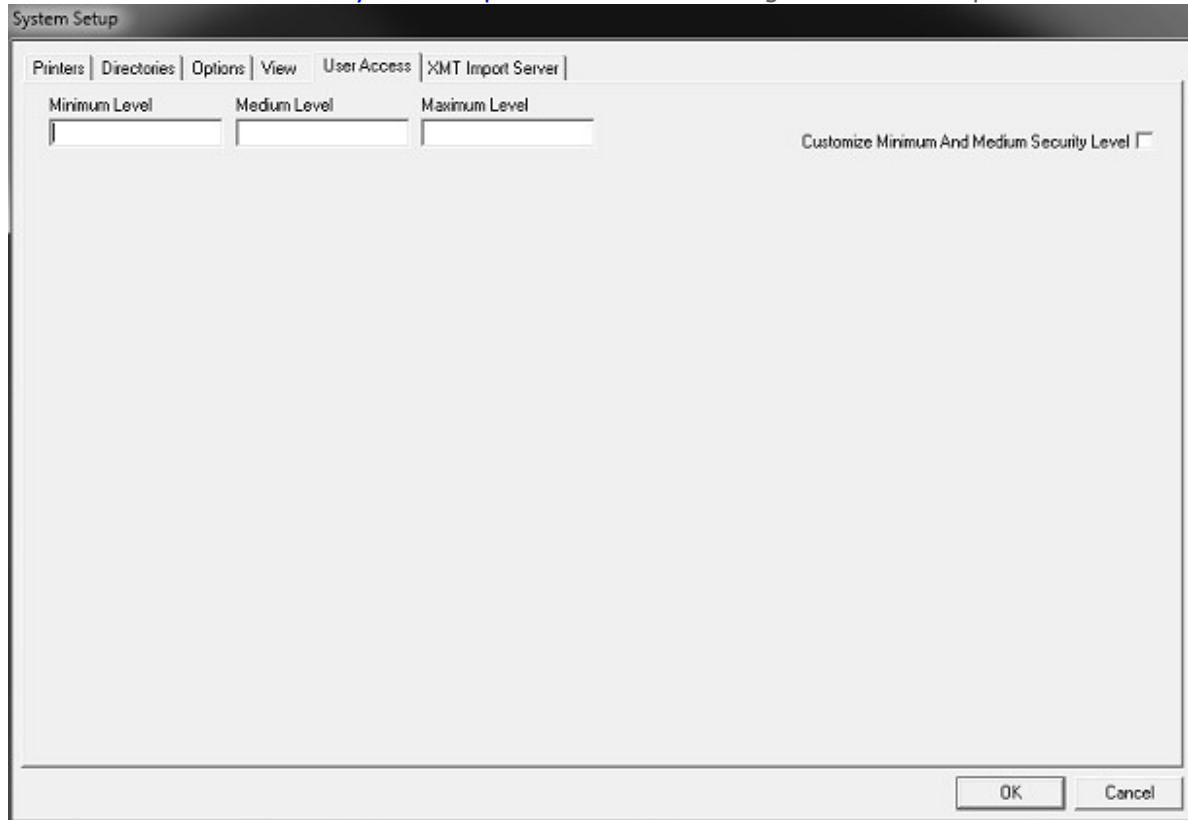 System Setup
Printers Directories Options View User Access XMT Import Server
Minimum Level Medium Level Maximum Level
Customize Minimum And Medium Security Level
OK Cancel